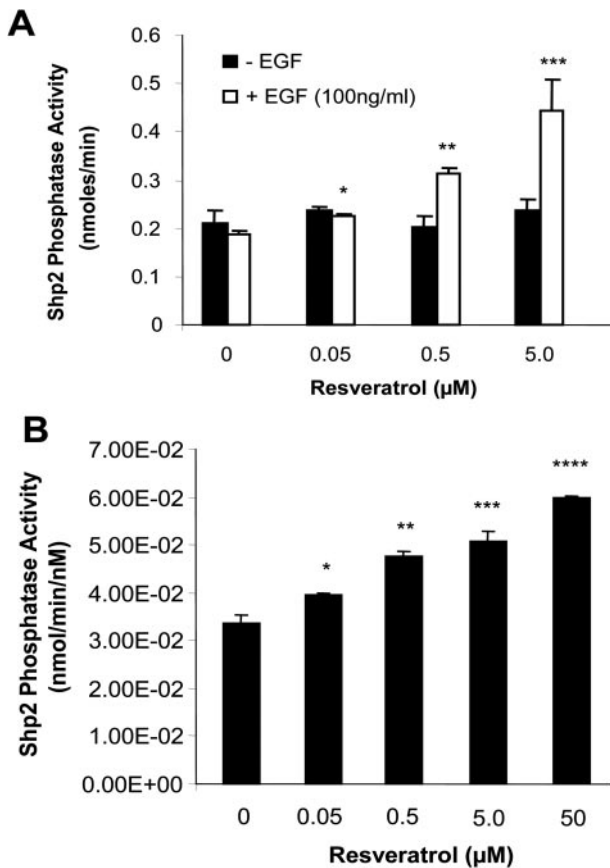 A
Shp2 Phosphatase Activity
(nmoles/min)
0.6
0.5
0.4
0.3
0.2
0.1
0
- EGF
+ EGF (100ng/ml)
*
**
***
0 0.05 0.5 5.0
Resveratrol (µM)
B
Shp2 Phosphatase Activity
(nmol/min/nM)
7.00E-02
6.00E-02
5.00E-02
4.00E-02
3.00E-02
2.00E-02
1.00E-02
0.00E+00
*
**
***
****
0 0.05 0.5 5.0 50
Resveratrol (µM)